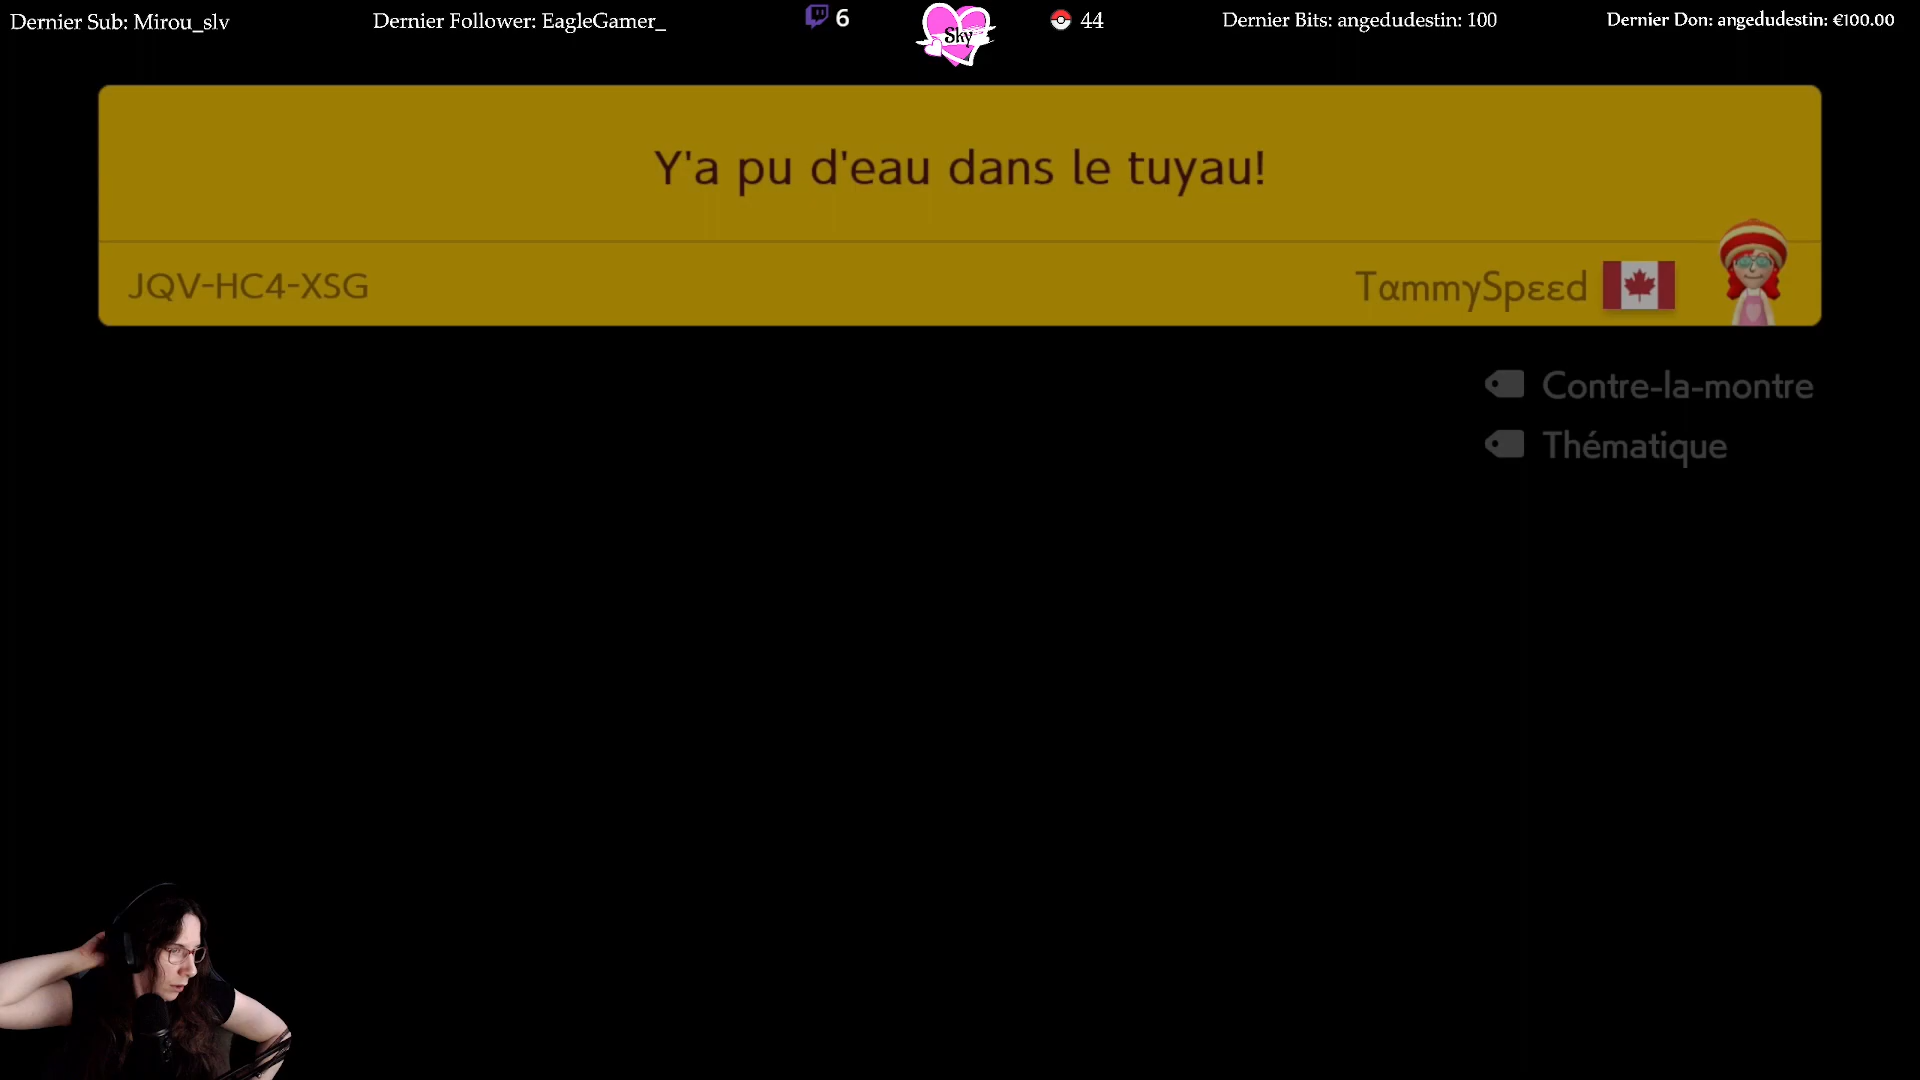 Dernier Sub: Mirou_slv
Dernier Follower: EagleGamer_
6
Sky
44
Dernier Bits: angedudestin: 100
Dernier Don: angedudestin: €100.00
Y'a pu d'eau dans le tuyau!
JQV-HC4-XSG
TαmmγSpεεd
Contre-la-montre
Thématique